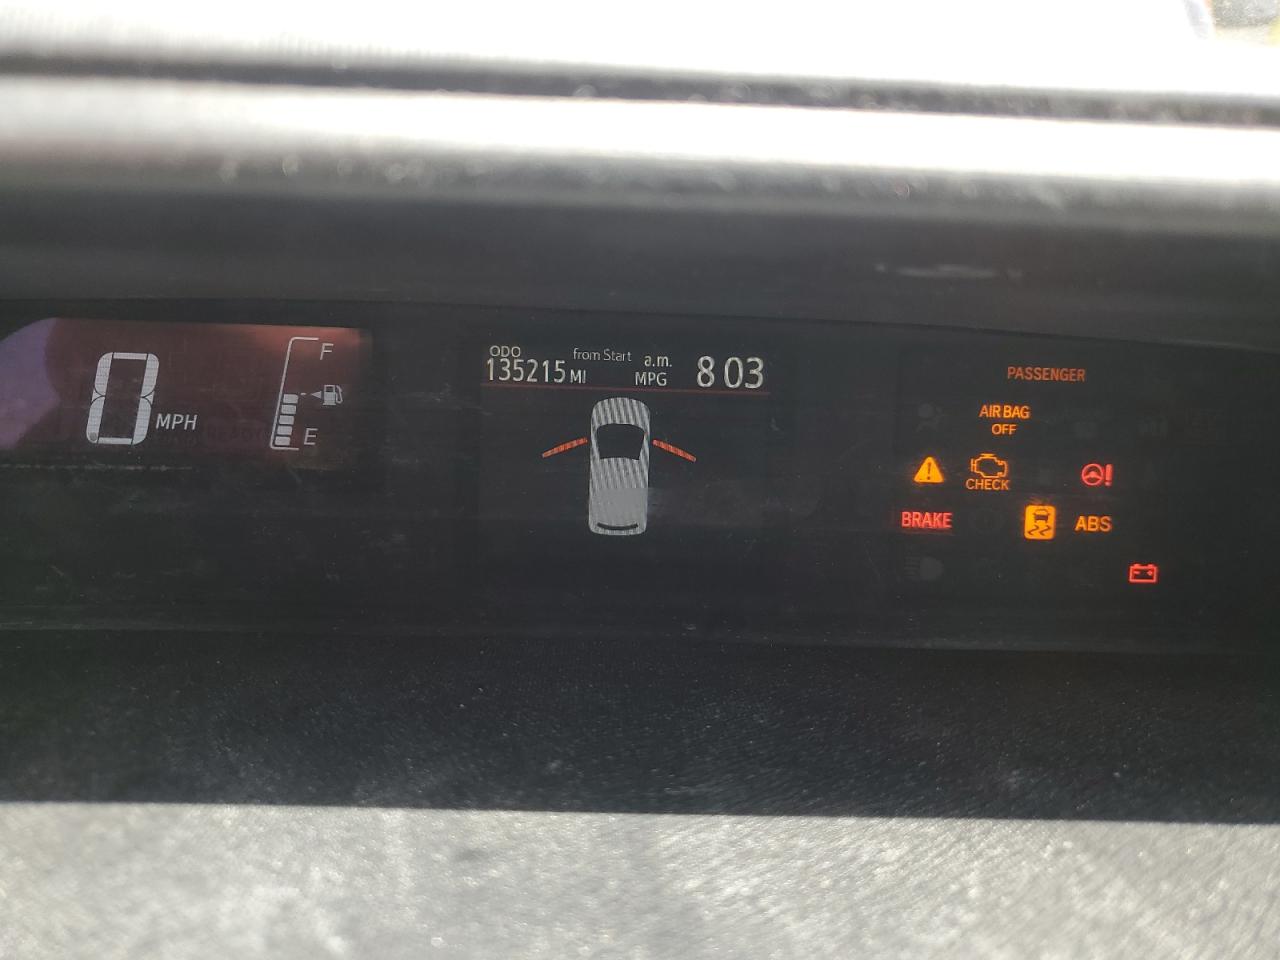 0 MPH
F
E
ODO
135215 MI
from Start
a.m.
MPG
8 03
PASSENGER
AIR BAG
OFF
CHECK
BRAKE
ABS